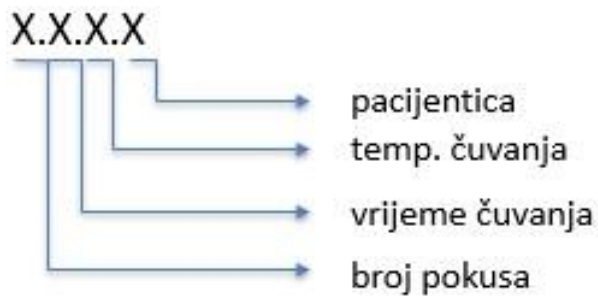 X.X.X.X
pacijentica
temp. čuvanja
vrijeme čuvanja
broj pokusa